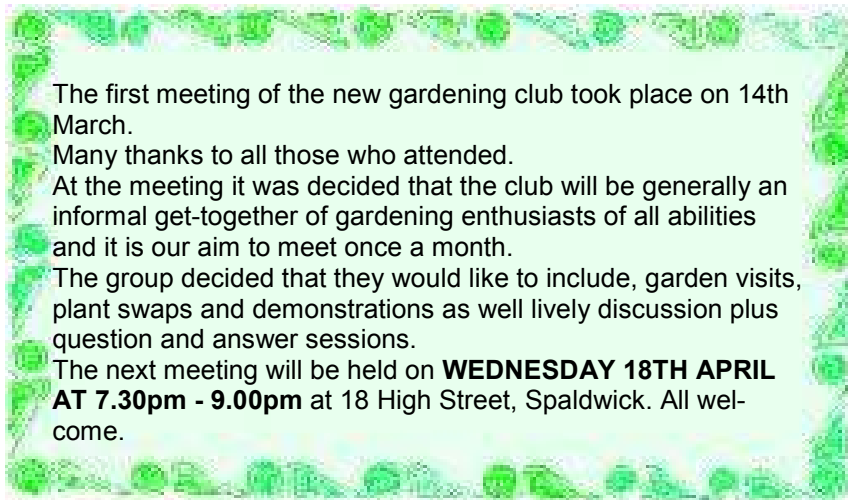 The first meeting of the new gardening club took place on 14th
March.
Many thanks to all those who attended.
At the meeting it was decided that the club will be generally an
informal get-together of gardening enthusiasts of all abilities
and it is our aim to meet once a month.
The group decided that they would like to include, garden visits,
plant swaps and demonstrations as well lively discussion plus
question and answer sessions.
The next meeting will be held on WEDNESDAY 18TH APRIL
AT 7.30pm - 9.00pm at 18 High Street, Spaldwick. All wel-
come.